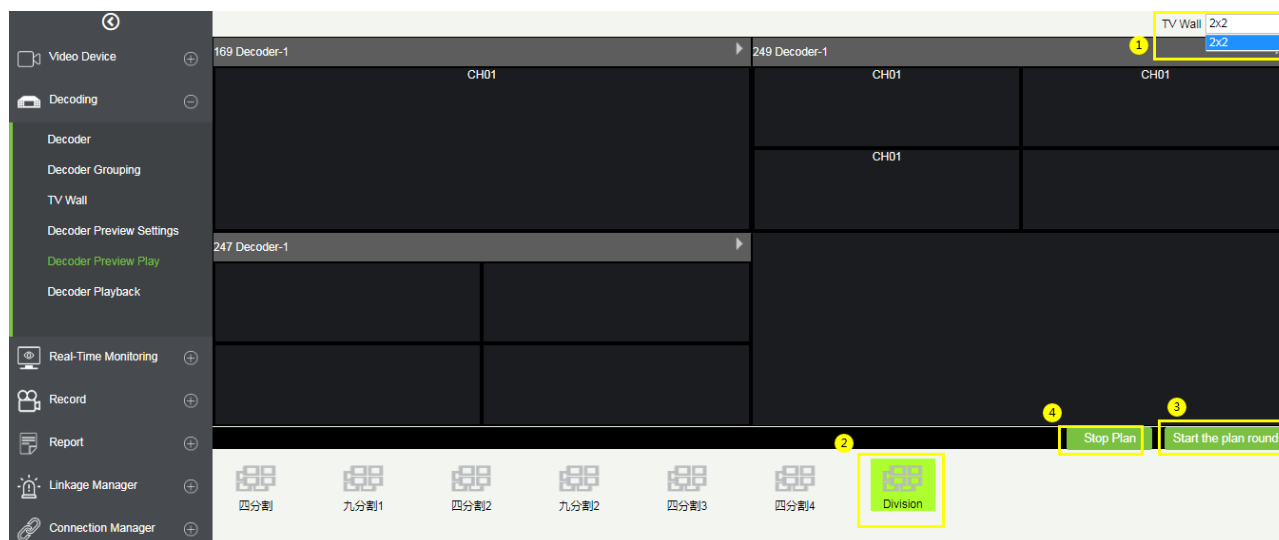 TV Wall 2x2
2x2
1
Video Device
Decoding
Decoder
Decoder Grouping
TV Wall
Decoder Preview Settings
Decoder Preview Play
Decoder Playback
Real-Time Monitoring
Record
Report
Linkage Manager
Connection Manager
169 Decoder-1
CH01
249 Decoder-1
CH01 CH01
CH01
247 Decoder-1
4
3
2
Stop Plan
Start the plan round
四分割
九分割1
四分割2
九分割2
四分割3
四分割4
Division